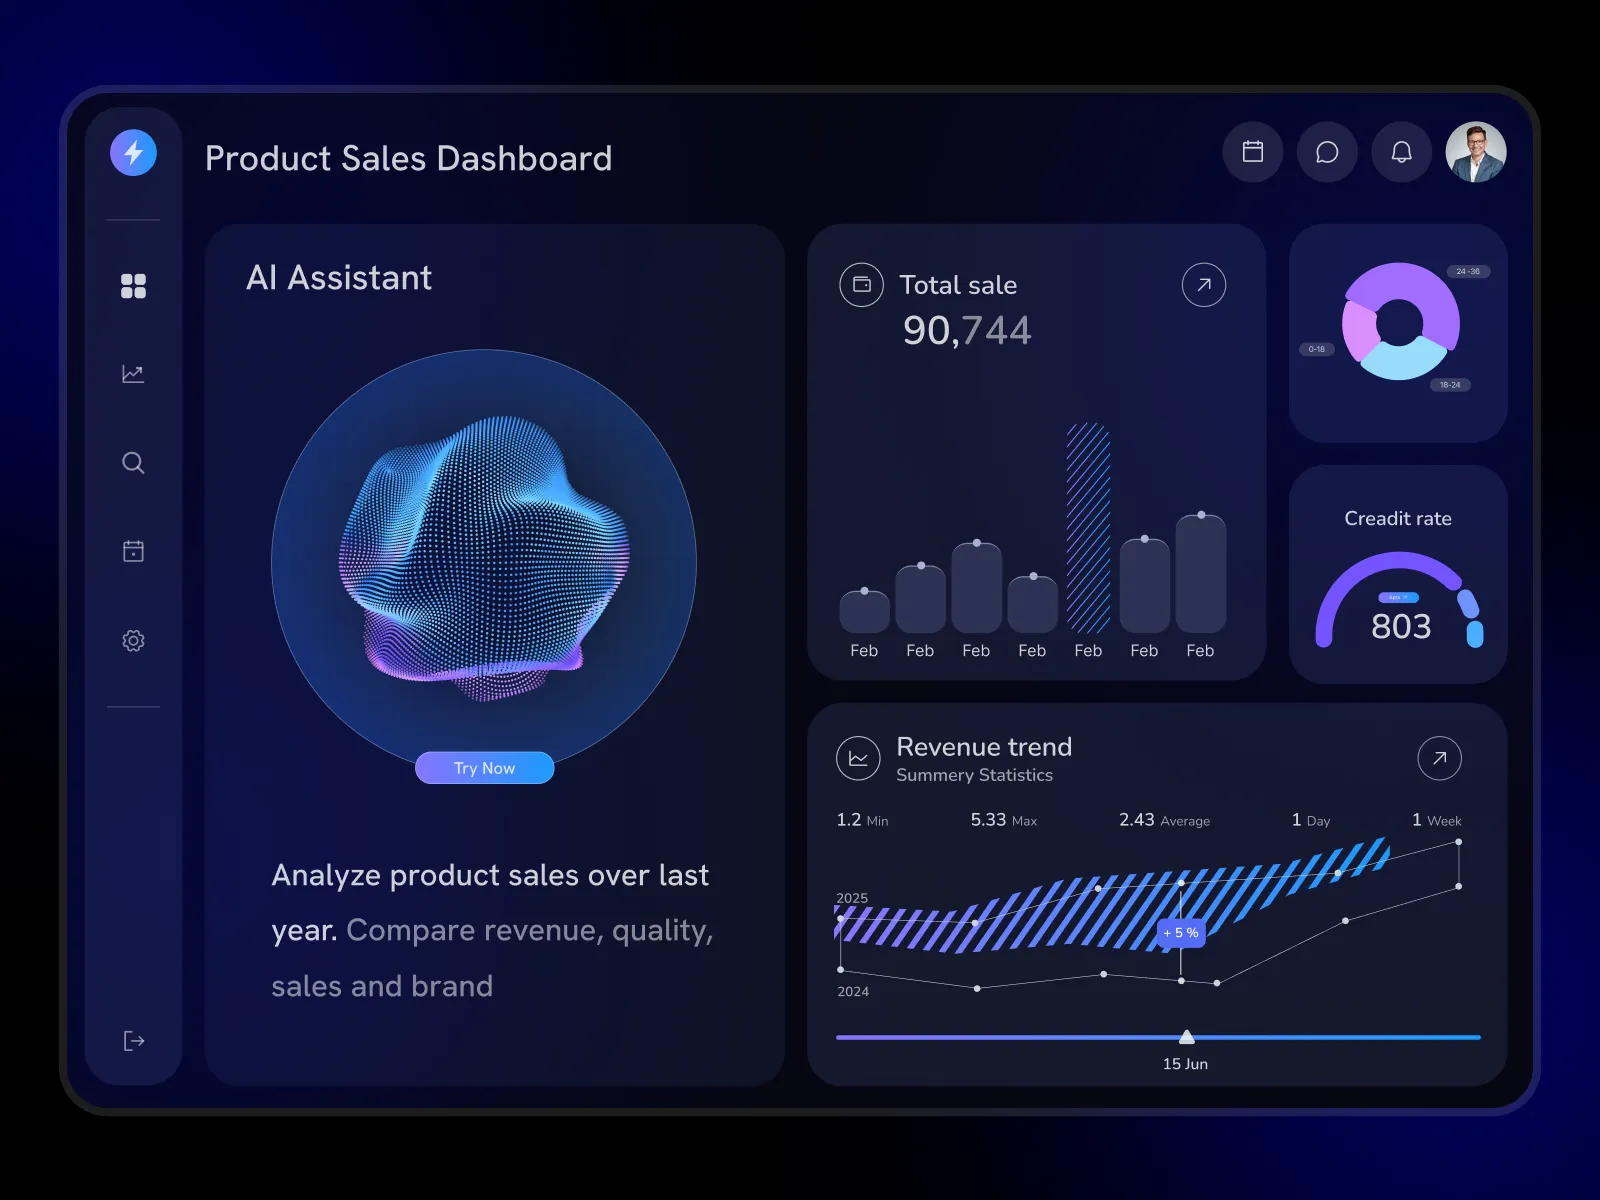 Product Sales Dashboard
AI Assistant
Try Now
Analyze product sales over last
year. Compare revenue, quality,
sales and brand
Total sale
90,744
Feb Feb Feb Feb Feb Feb Feb
24-36
0-18
18-24
Creadit rate
803
Revenue trend
Summery Statistics
1.2 Min 5.33 Max 2.43 Average 1 Day 1 Week
2025
+ 5 %
2024
15 Jun